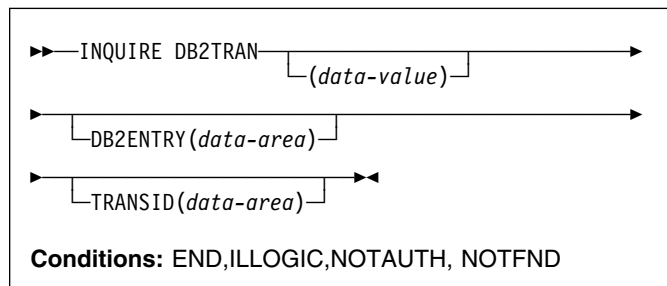 INQUIRE DB2TRAN
(data-value)
DB2ENTRY(data-area)
TRANSID(data-area)
Conditions: END,ILLOGIC,NOTAUTH, NOTFND